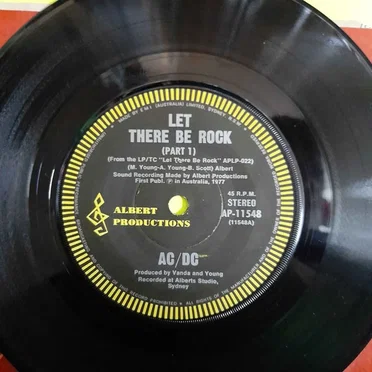 LET
THERE BE ROCK
(PART 1)
(From the LP/TC "Let There Be Rock" APLP-022)
(M. Young-A. Young-B. Scott) Albert
Sound Recording Made by Albert Productions
First Publ. ℗ in Australia, 1977
45 R.P.M.
STEREO
AP-11548
(11548A)
ALBERT
PRODUCTIONS
AC/DC
Produced by Vanda and Young
Recorded at Alberts Studio,
Sydney